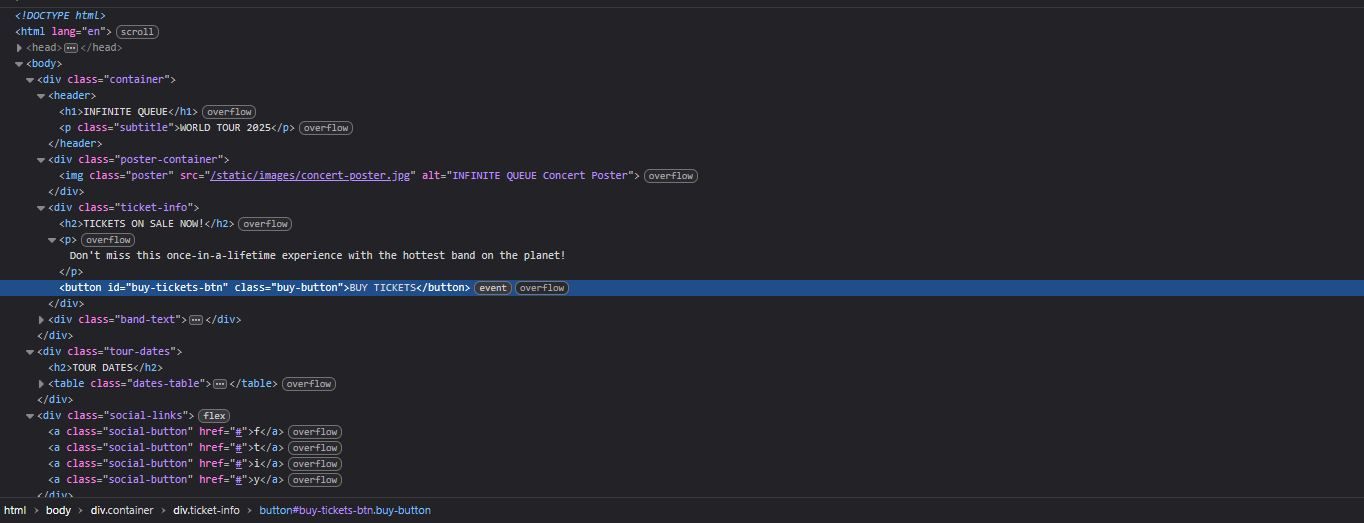 <!DOCTYPE html>
<html lang="en"> scroll
<head> ••• </head>
<body>
<div class="container">
<header>
<h1>INFINITE QUEUE</h1> overflow
<p class="subtitle">WORLD TOUR 2025</p> overflow
</header>
<div class="poster-container">
<img class="poster" src="/static/images/concert-poster.jpg" alt="INFINITE QUEUE Concert Poster"> overflow
</div>
<div class="ticket-info">
<h2>TICKETS ON SALE NOW!</h2> overflow
<p> overflow
Don't miss this once-in-a-lifetime experience with the hottest band on the planet!
</p>
<button id="buy-tickets-btn" class="buy-button">BUY TICKETS</button> event overflow
</div>
<div class="band-text"> ••• </div>
</div>
<div class="tour-dates">
<h2>TOUR DATES</h2>
<table class="dates-table"> ••• </table> overflow
</div>
<div class="social-links"> flex
<a class="social-button" href="#">f</a> overflow
<a class="social-button" href="#">t</a> overflow
<a class="social-button" href="#">i</a> overflow
<a class="social-button" href="#">y</a> overflow
</div>
html > body > div.container > div.ticket-info > button#buy-tickets-btn.buy-button